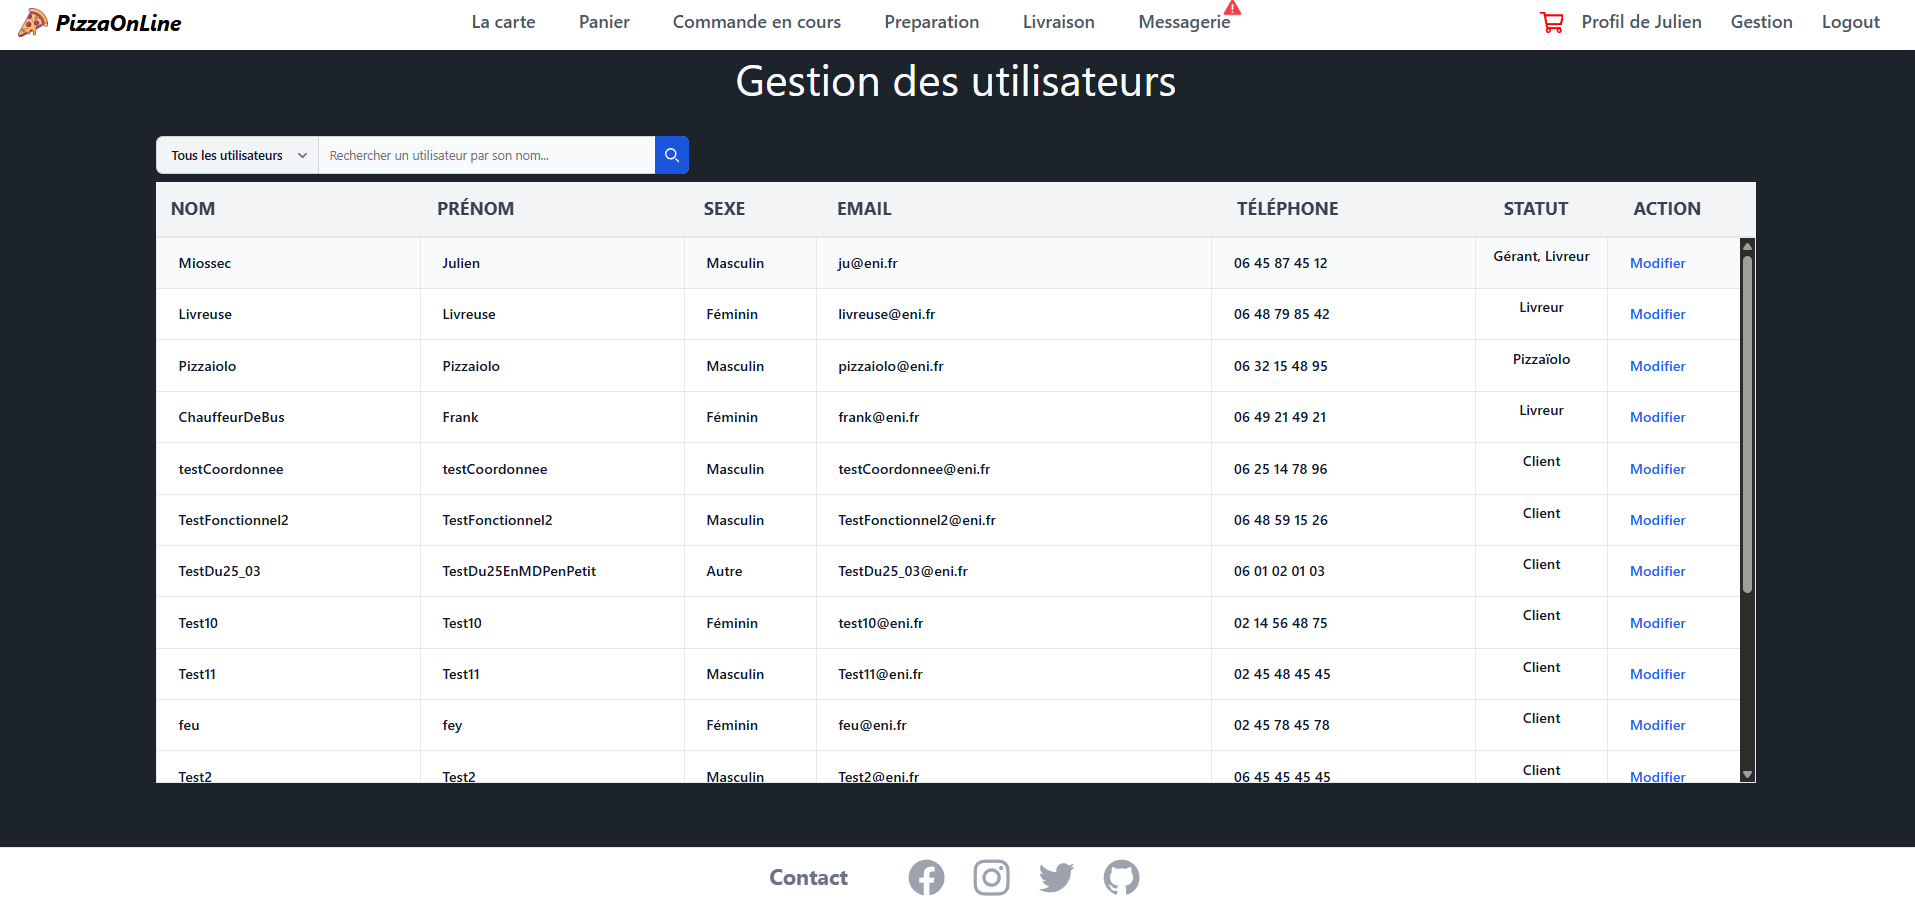 PizzaOnLine La carte Panier Commande en cours Preparation Livraison Messagerie Profil de Julien Gestion Logout
Gestion des utilisateurs
Tous les utilisateurs Rechercher un utilisateur par son nom...
NOM PRÉNOM SEXE EMAIL TÉLÉPHONE STATUT ACTION
Miossec Julien Masculin ju@eni.fr 06 45 87 45 12 Gérant, Livreur Modifier
Livreuse Livreuse Féminin livreuse@eni.fr 06 48 79 85 42 Livreur Modifier
Pizzaiolo Pizzaiolo Masculin pizzaiolo@eni.fr 06 32 15 48 95 Pizzaïolo Modifier
ChauffeurDeBus Frank Féminin frank@eni.fr 06 49 21 49 21 Livreur Modifier
testCoordonnee testCoordonnee Masculin testCoordonnee@eni.fr 06 25 14 78 96 Client Modifier
TestFonctionnel2 TestFonctionnel2 Masculin TestFonctionnel2@eni.fr 06 48 59 15 26 Client Modifier
TestDu25_03 TestDu25EnMDPenPetit Autre TestDu25_03@eni.fr 06 01 02 01 03 Client Modifier
Test10 Test10 Féminin test10@eni.fr 02 14 56 48 75 Client Modifier
Test11 Test11 Masculin Test11@eni.fr 02 45 48 45 45 Client Modifier
feu fey Féminin feu@eni.fr 02 45 78 45 78 Client Modifier
Test2 Test2 Masculin Test2@eni.fr 06 45 45 45 45 Client Modifier
Contact